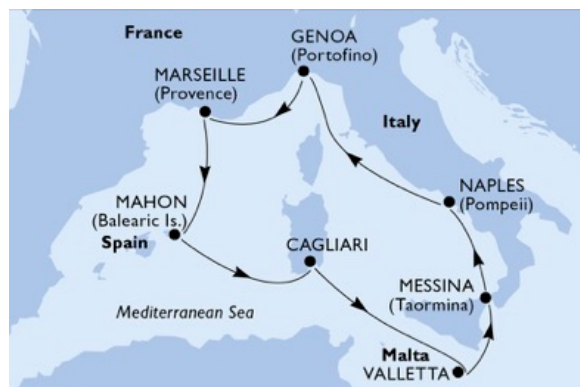 France
GENOA
(Portofino)
MARSEILLE
(Provence)
Italy
NAPLES
(Pompeii)
MAHON
(Balearic Is.)
Spain
CAGLIARI
MESSINA
(Taormina)
Mediterranean Sea
Malta
VALLETTA